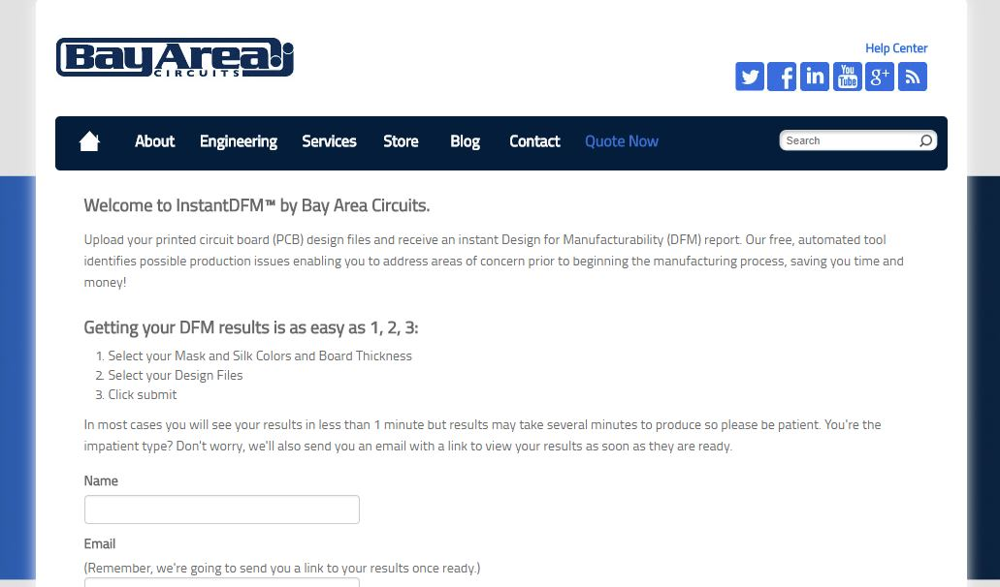 Bay Area
CIRCUITS
Help Center
in You Tube g+
About Engineering Services Store Blog Contact Quote Now Search
Welcome to InstantDFM™ by Bay Area Circuits.
Upload your printed circuit board (PCB) design files and receive an instant Design for Manufacturability (DFM) report. Our free, automated tool
identifies possible production issues enabling you to address areas of concern prior to beginning the manufacturing process, saving you time and
money!
Getting your DFM results is as easy as 1, 2, 3:
1. Select your Mask and Silk Colors and Board Thickness
2. Select your Design Files
3. Click submit
In most cases you will see your results in less than 1 minute but results may take several minutes to produce so please be patient. You're the
impatient type? Don't worry, we'll also send you an email with a link to view your results as soon as they are ready.
Name
Email
(Remember, we're going to send you a link to your results once ready.)